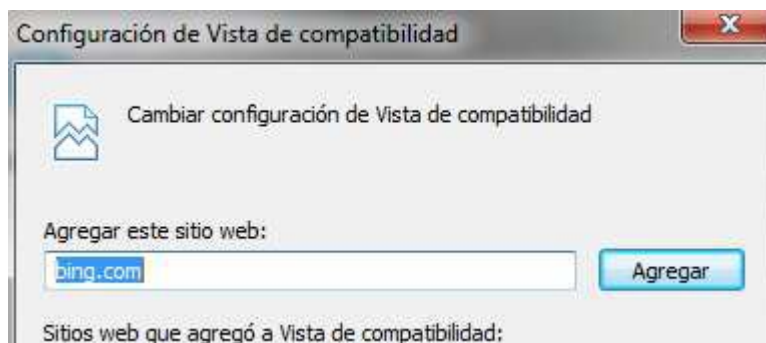 Configuración de Vista de compatibilidad
Cambiar configuración de Vista de compatibilidad
Agregar este sitio web:
bing.com
Agregar
Sitios web que agregó a Vista de compatibilidad: